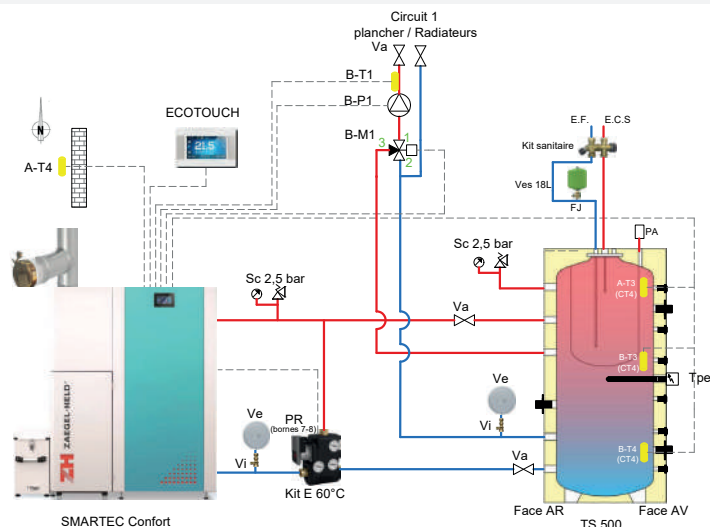 Circuit 1
plancher / Radiateurs
Va
B-T1
B-P1
B-M1
1
3
2
ECOTOUCH
21.5
N
A-T4
E.F.
E.C.S
Kit sanitaire
Ves 18L
FJ
PA
Sc 2,5 bar
Sc 2,5 bar
A-T3
(CT4)
Va
B-T3
(CT4)
Tpe
Ve
Vi
Ve
Vi
PR
(bornes 7-8)
Kit E 60°C
Va
B-T4
(CT4)
ZH ZAEGEL-HELD
Face AR
Face AV
TS 500
SMARTEC Confort